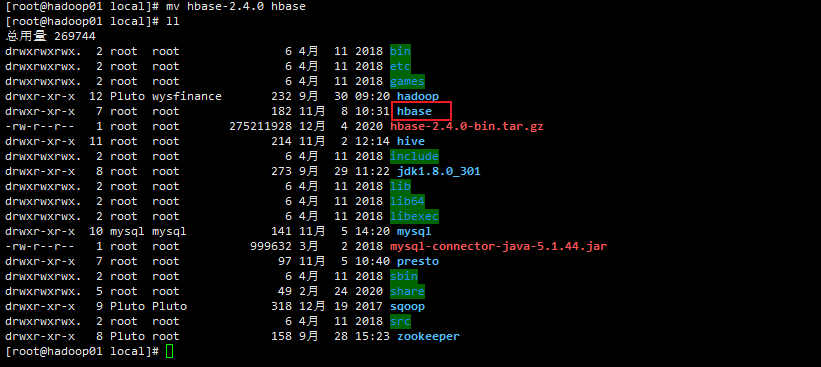 [root@hadoop01 local]# mv hbase-2.4.0 hbase
[root@hadoop01 local]# ll
总用量 269744
drwxrwxrwx. 2 root root 6 4月 11 2018 bin
drwxrwxrwx. 2 root root 6 4月 11 2018 etc
drwxrwxrwx. 2 root root 6 4月 11 2018 games
drwxr-xr-x 12 Pluto wysfinance 232 9月 30 09:20 hadoop
drwxr-xr-x 7 root root 182 11月 8 10:31 hbase
-rw-r--r-- 1 root root 275211928 12月 4 2020 hbase-2.4.0-bin.tar.gz
drwxr-xr-x 11 root root 214 11月 2 12:14 hive
drwxrwxrwx. 2 root root 6 4月 11 2018 include
drwxr-xr-x 8 root root 273 9月 29 11:22 jdk1.8.0_301
drwxrwxrwx. 2 root root 6 4月 11 2018 lib
drwxrwxrwx. 2 root root 6 4月 11 2018 lib64
drwxrwxrwx. 2 root root 6 4月 11 2018 libexec
drwxr-xr-x 10 mysql mysql 141 11月 5 14:20 mysql
-rw-r--r-- 1 root root 999632 3月 2 2018 mysql-connector-java-5.1.44.jar
drwxr-xr-x 7 root root 97 11月 5 10:40 presto
drwxrwxrwx. 2 root root 6 4月 11 2018 sbin
drwxrwxrwx. 5 root root 49 2月 24 2020 share
drwxr-xr-x 9 Pluto Pluto 318 12月 19 2017 sqoop
drwxrwxrwx. 2 root root 6 4月 11 2018 src
drwxr-xr-x 8 Pluto root 158 9月 28 15:23 zookeeper
[root@hadoop01 local]#